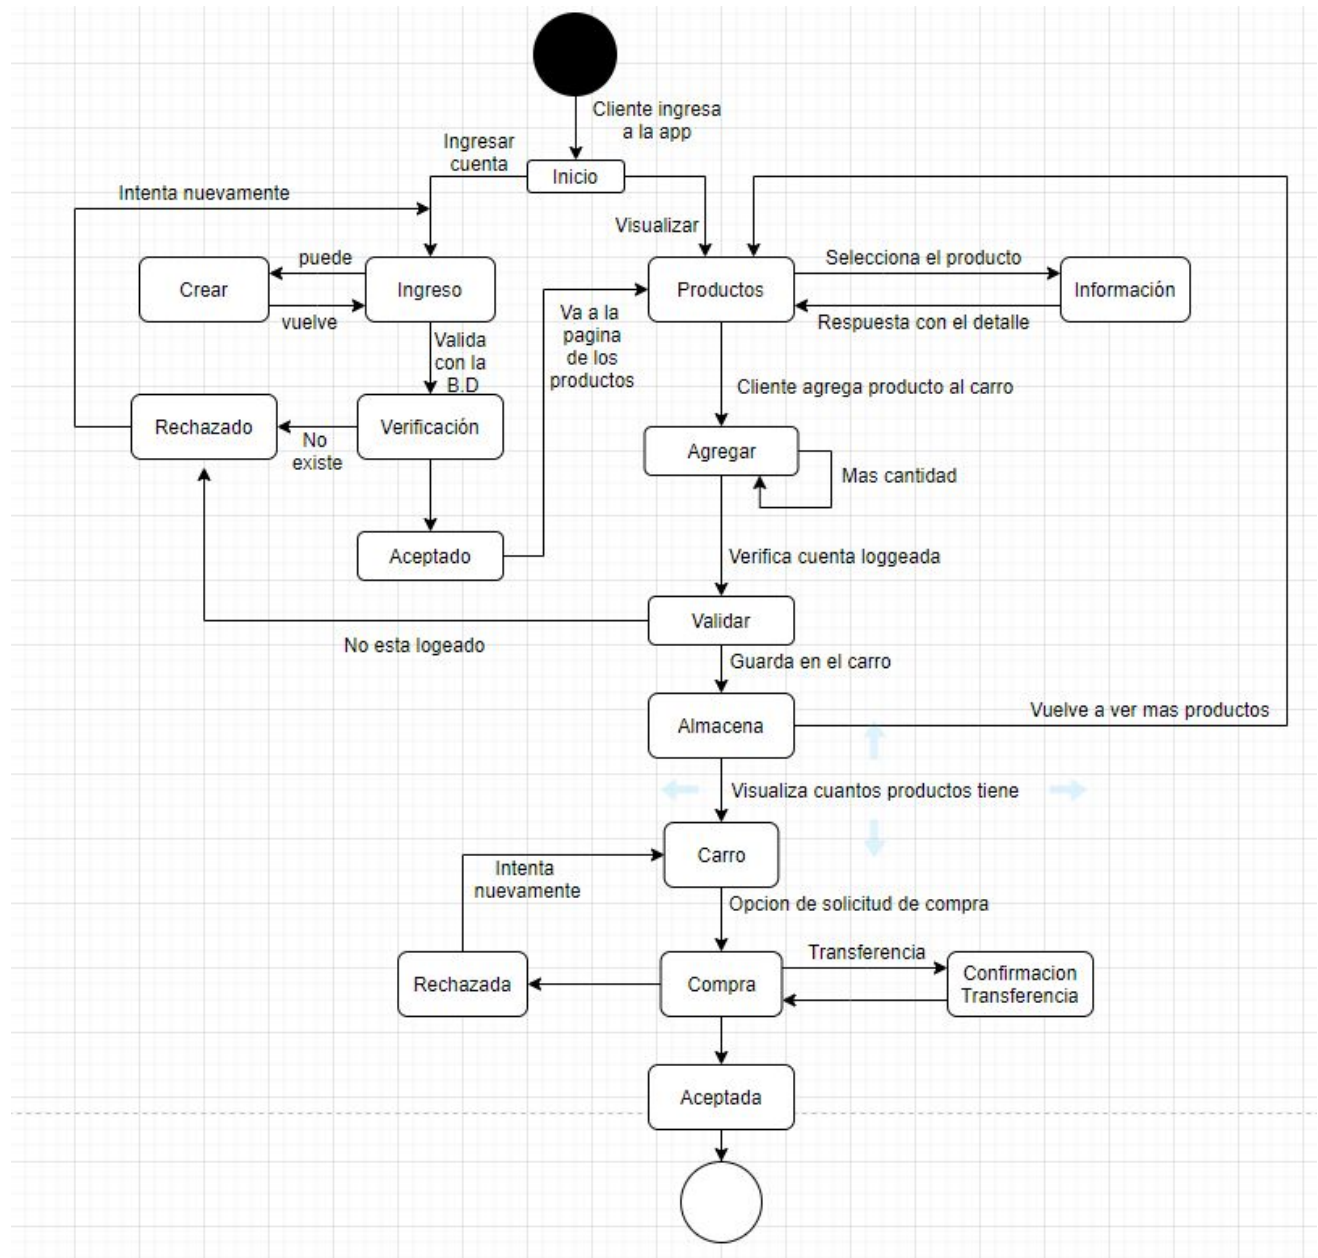 Cliente ingresa
a la app
Ingresar
cuenta
Inicio
Intenta nuevamente
Visualizar
puede
Selecciona el producto
Crear
Ingreso
Productos
Información
vuelve
Va a la
pagina
de los
productos
Respuesta con el detalle
Valida
con la
B.D
Cliente agrega producto al carro
Rechazado
No
existe
Verificación
Agregar
Mas cantidad
Aceptado
Verifica cuenta loggeada
Validar
No esta logeado
Guarda en el carro
Almacena
Vuelve a ver mas productos
Visualiza cuantos productos tiene
Carro
Intenta
nuevamente
Opcion de solicitud de compra
Transferencia
Rechazada
Compra
Confirmacion
Transferencia
Aceptada